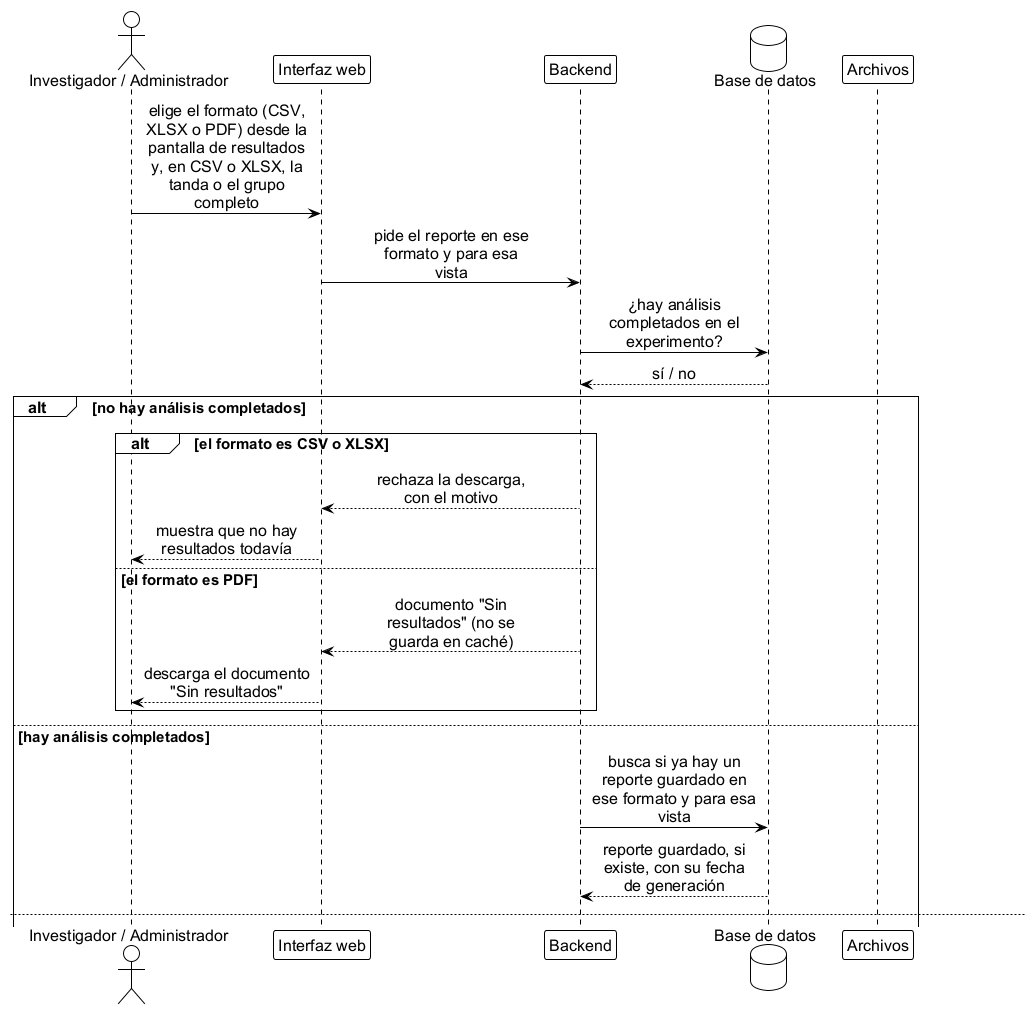 Investigador / Administrador
Interfaz web
Backend
Base de datos
Archivos
elige el formato (CSV,
XLSX o PDF) desde la
pantalla de resultados
y, en CSV o XLSX, la
tanda o el grupo
completo
pide el reporte en ese
formato y para esa
vista
¿hay análisis
completados en el
experimento?
sí / no
alt [no hay análisis completados]
alt [el formato es CSV o XLSX]
rechaza la descarga,
con el motivo
muestra que no hay
resultados todavía
[el formato es PDF]
documento "Sin
resultados" (no se
guarda en caché)
descarga el documento
"Sin resultados"
[hay análisis completados]
busca si ya hay un
reporte guardado en
ese formato y para esa
vista
reporte guardado, si
existe, con su fecha
de generación
Investigador / Administrador
Interfaz web
Backend
Base de datos
Archivos